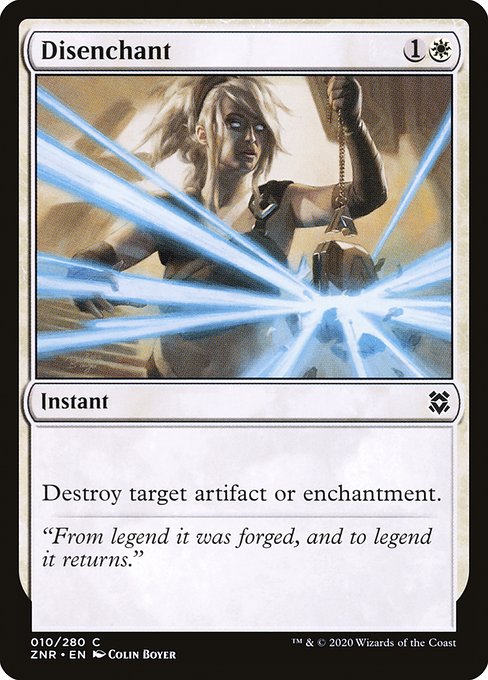 Disenchant 1
Instant
Destroy target artifact or enchantment.
“From legend it was forged, and to legend
it returns.”
010/280 C
ZNR • EN Colin Boyer
™ & © 2020 Wizards of the Coast